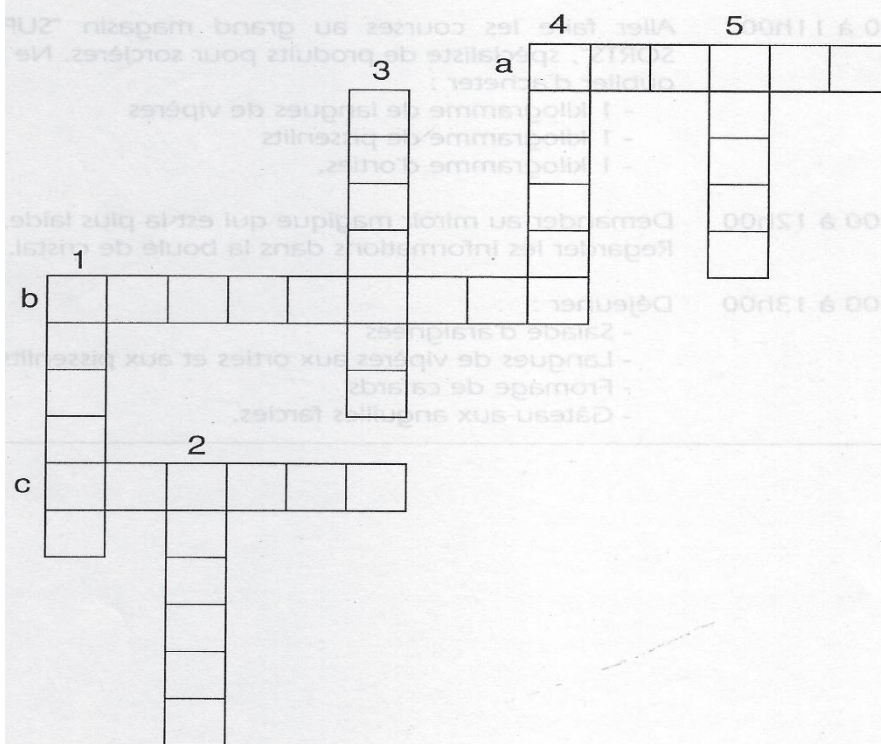 4
5
a
3
1
b
2
c
0 à 11h00 Aller faire les courses au grand magasin "SUP
SORTS", spécialiste de produits pour sorcières. Ne
oublier d'acheter :
- 1 kilogramme de langues de vipères
- 1 kilogramme de pissenlits
- 1 kilogramme d'orties.
00 à 12h00 Demander au miroir magique qui est la plus laide.
Regarder les informations dans la boule de cristal.
00 à 13h00 Déjeuner :
- Salade d'araignées
- Langues de vipères aux orties et aux pissenlits
- Fromage de cafards
- Gâteau aux anguilles farcies.